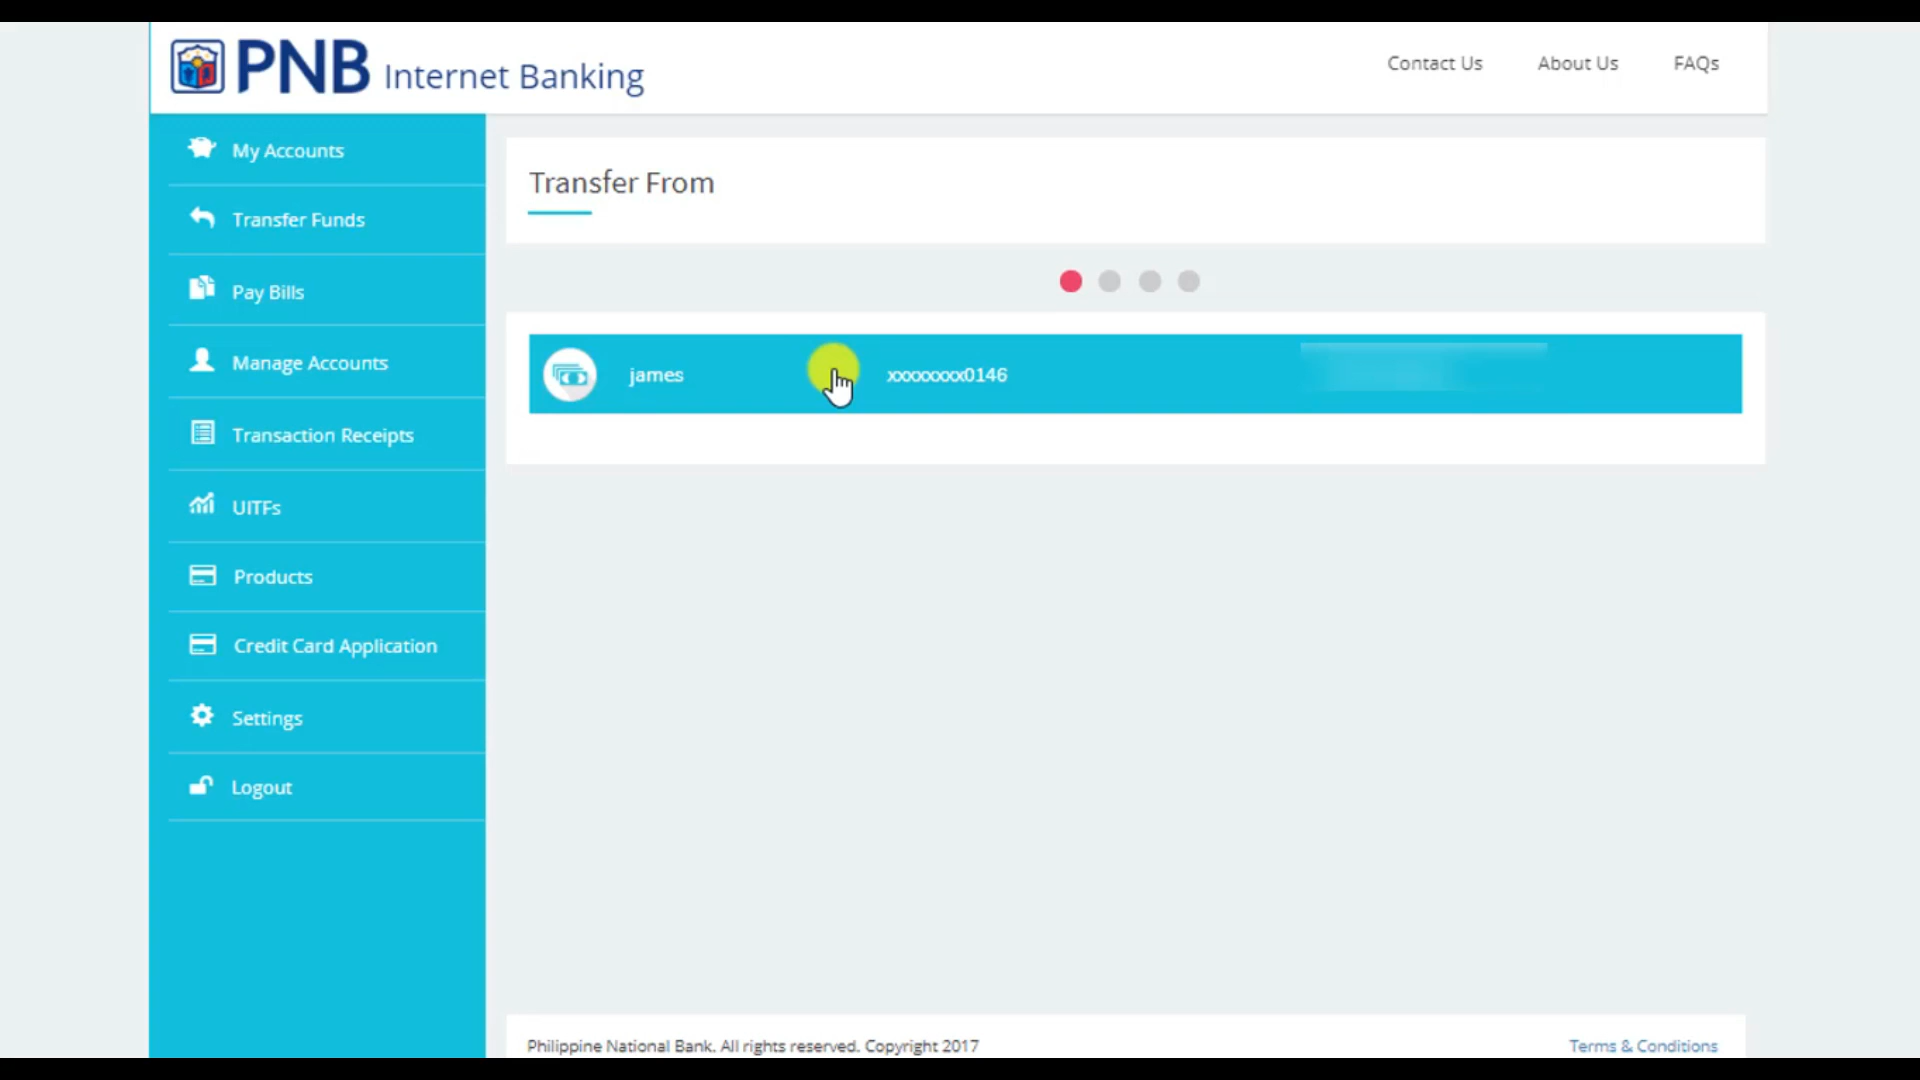 PNB Internet Banking
Contact Us
About Us
FAQs
My Accounts
Transfer Funds
Pay Bills
Manage Accounts
Transaction Receipts
UITFs
Products
Credit Card Application
Settings
Logout
Transfer From
james
xxxxxxxx0146
Philippine National Bank. All rights reserved. Copyright 2017
Terms & Conditions